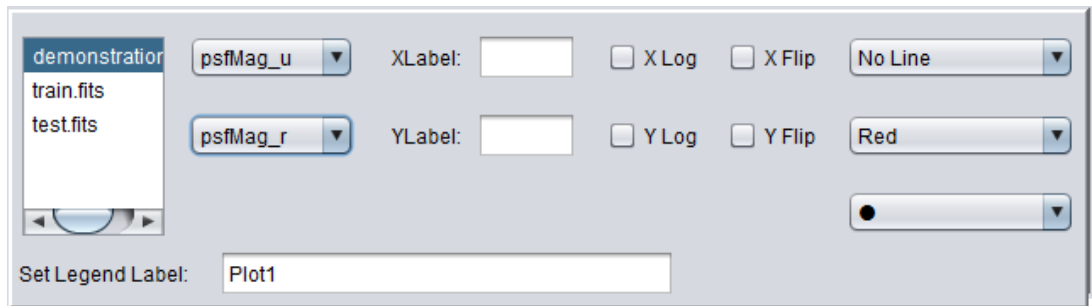 demonstration
train.fits
test.fits
psfMag_u
XLabel:
X Log
X Flip
No Line
psfMag_r
YLabel:
Y Log
Y Flip
Red
Set Legend Label:
Plot1